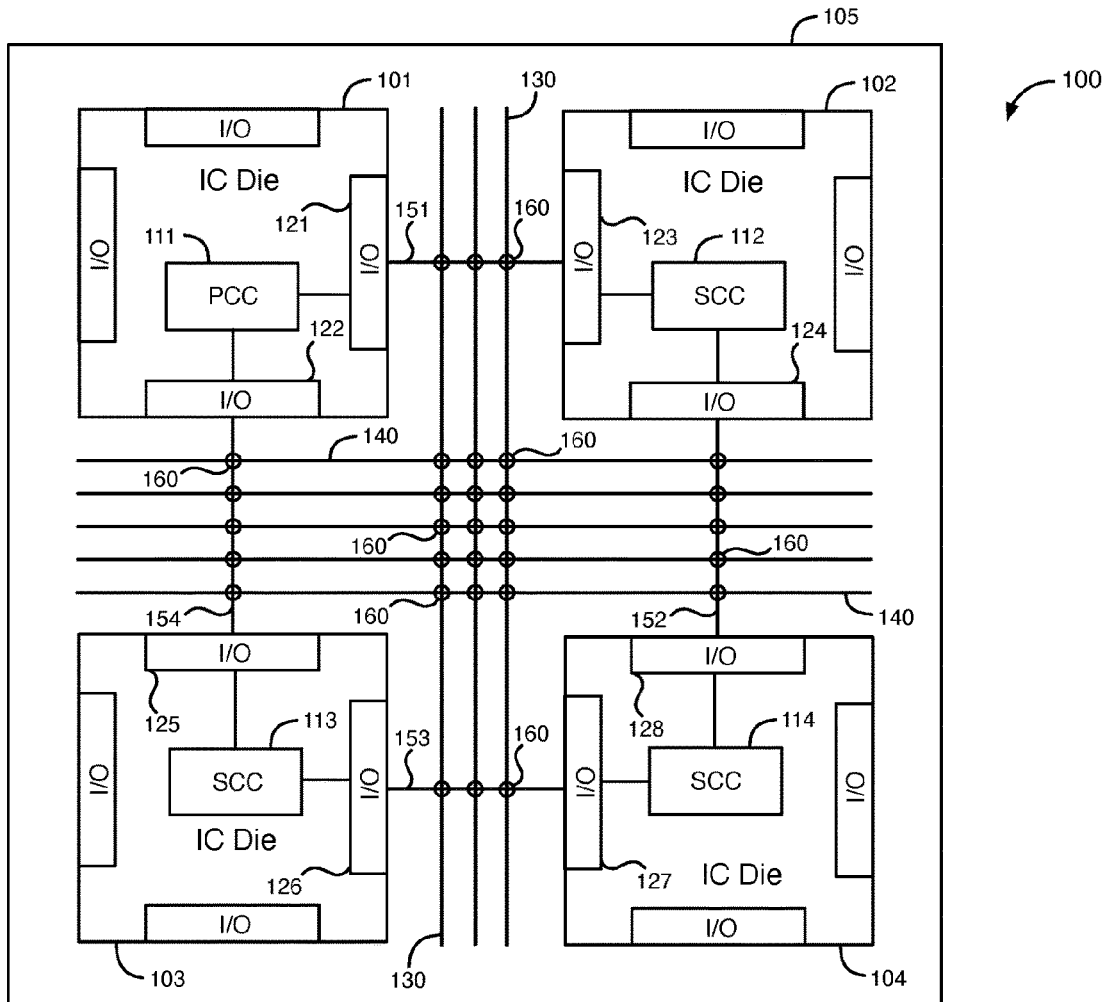 105
100
101
130
102
I/O
I/O
IC Die
IC Die
121
151
160
123
112
111
I/O
I/O
I/O
I/O
PCC
SCC
122
124
I/O
I/O
140
160
160
160
160
160
154
152
140
I/O
I/O
125
128
113
153
160
114
I/O
SCC
I/O
I/O
SCC
I/O
IC Die
126
127
IC Die
I/O
I/O
103
130
104